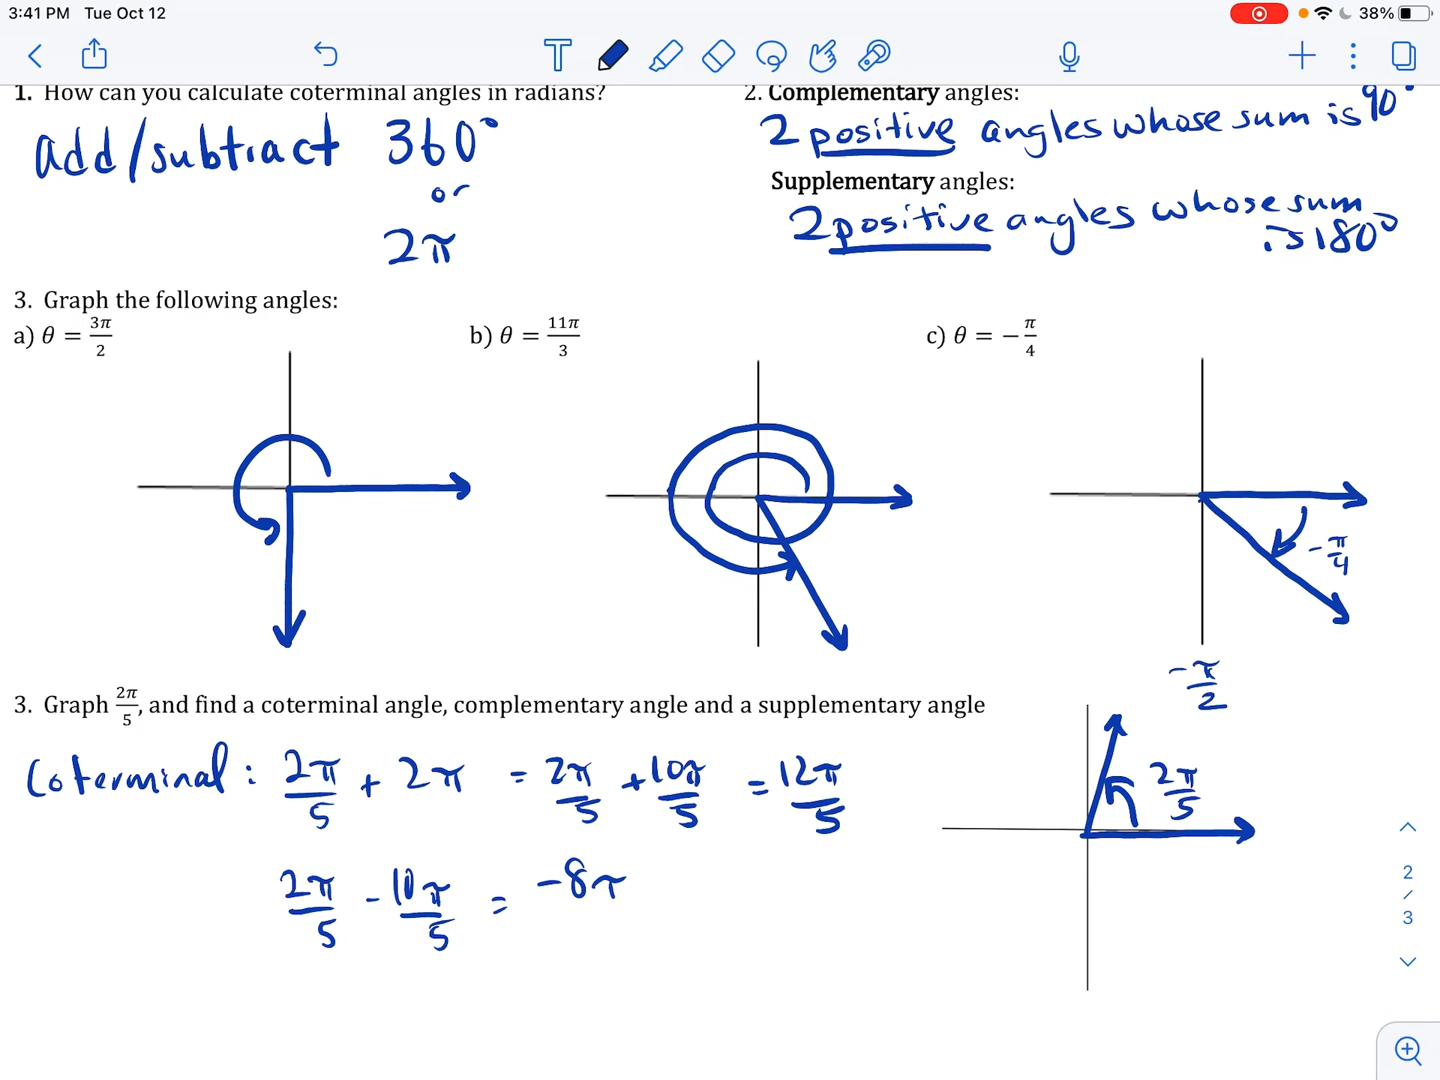 3:41 PM Tue Oct 12
38%
1. How can you calculate coterminal angles in radians?
add/subtract 360°
or
2π
2. Complementary angles:
2 positive angles whose sum is 90°
Supplementary angles:
2 positive angles whose sum
is 180°
3. Graph the following angles:
a) θ = 3π/2
b) θ = 11π/3
c) θ = −π/4
-π/4
-π/2
3. Graph 2π/5, and find a coterminal angle, complementary angle and a supplementary angle
Coterminal: 2π/5 + 2π = 2π/5 + 10π/5 = 12π/5
2π/5 - 10π/5 = -8π
2π/5
2
/
3